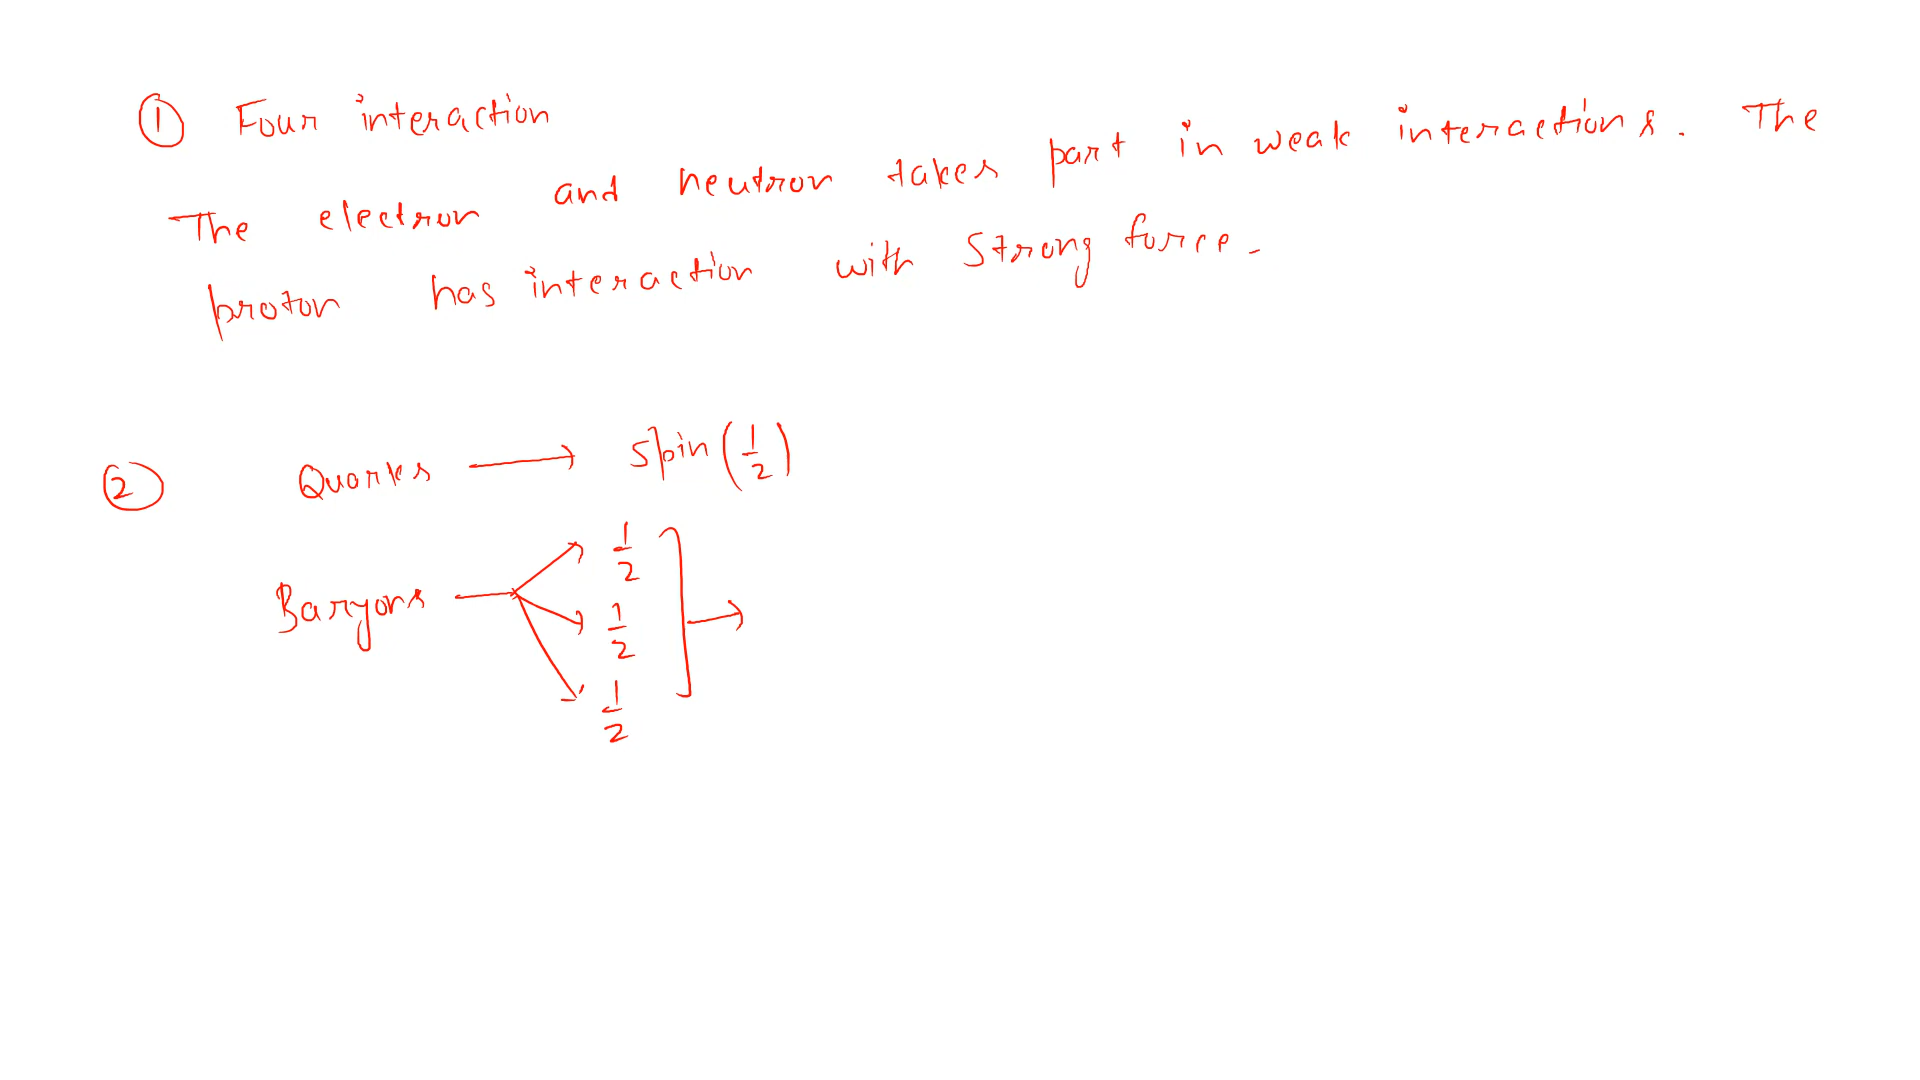 ① Four interaction
The electron and neutron takes part in weak interactions. The
proton has interaction with strong force.
② Quarks → spin (1/2)
Baryons → 1/2
1/2
1/2